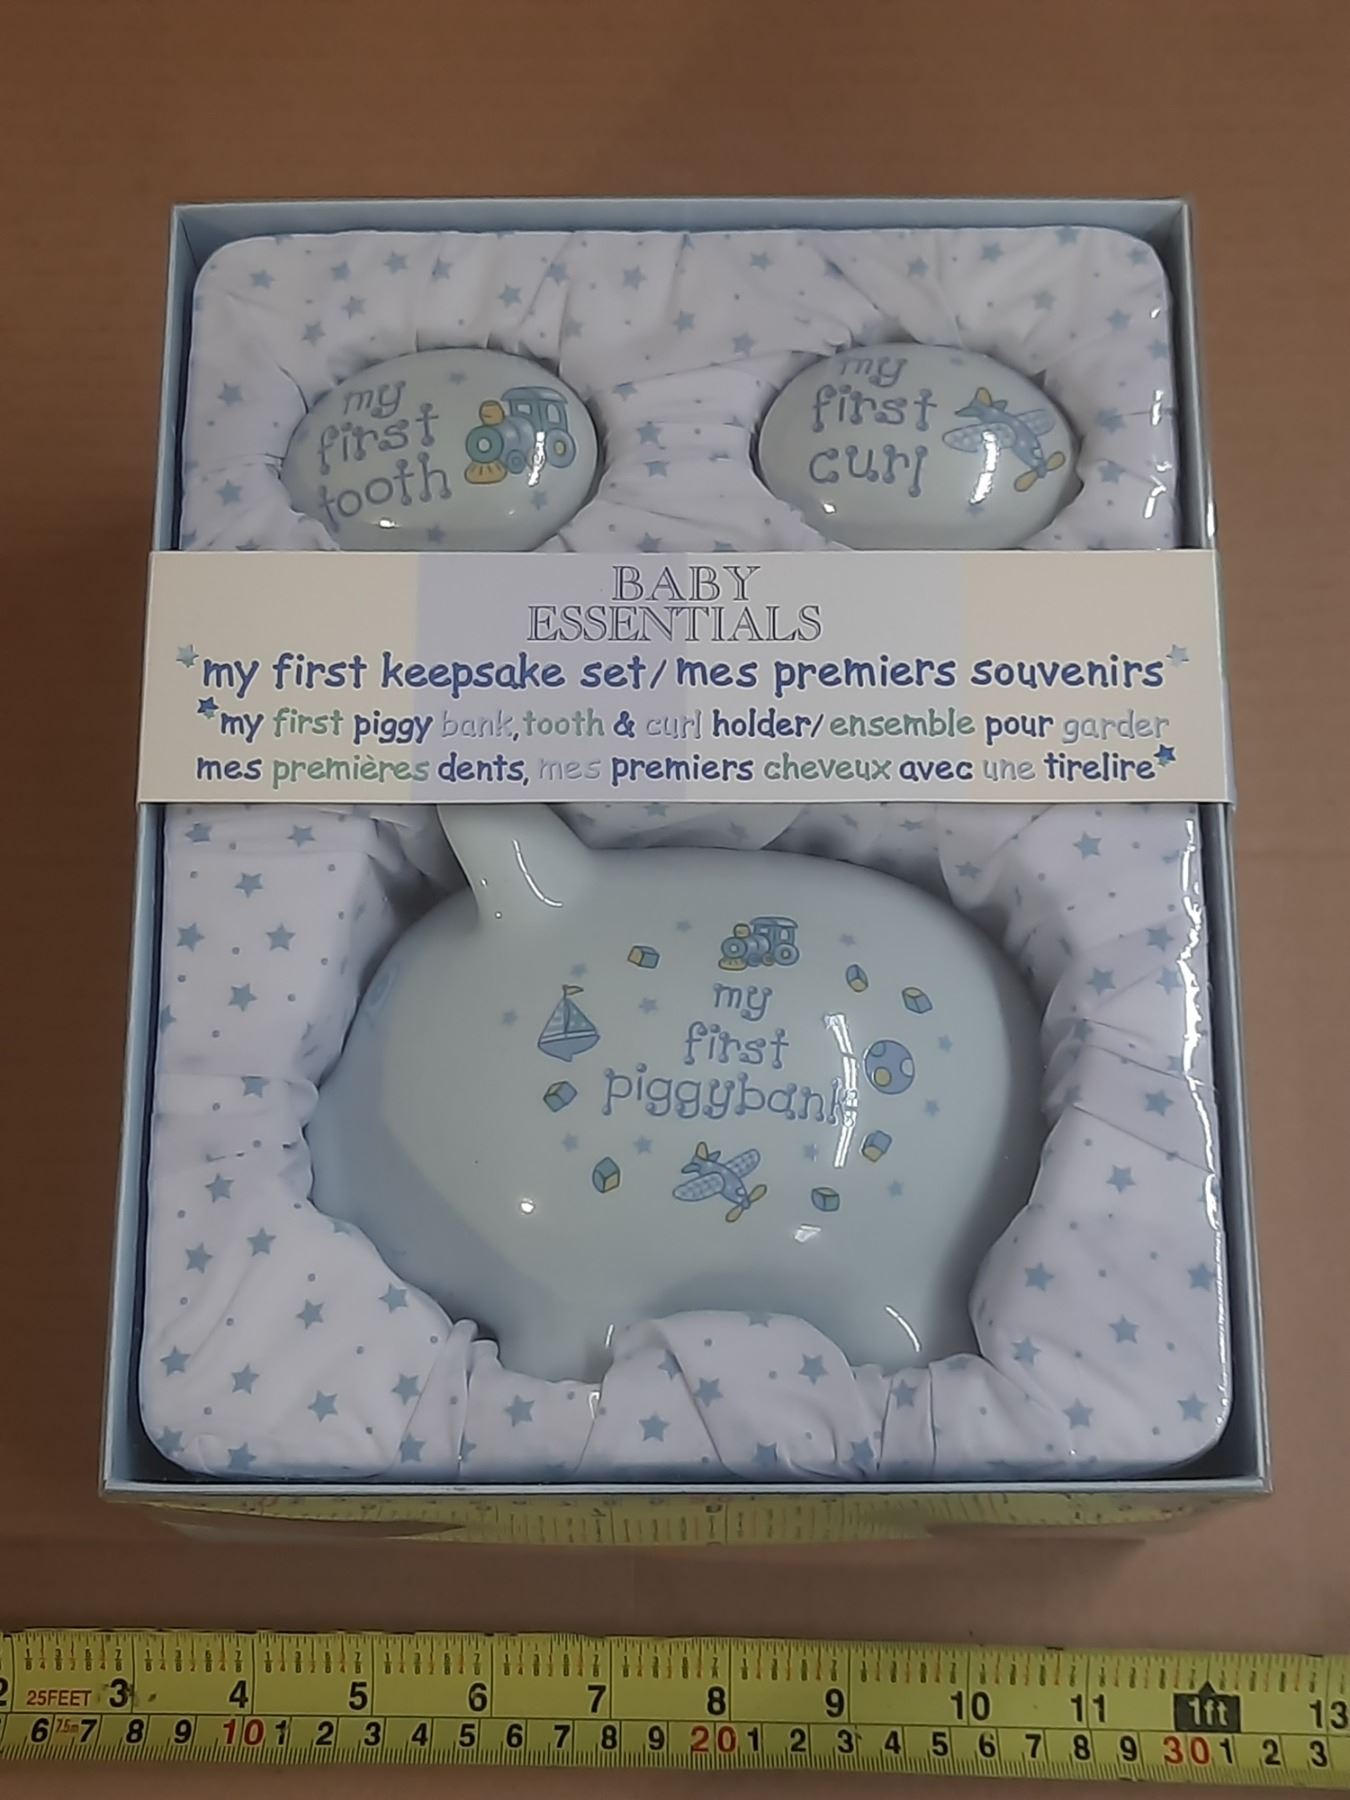 my
first
tooth
my
first
curl
BABY
ESSENTIALS
my first keepsake set/mes premiers souvenirs
my first piggy bank, tooth & curl holder/ensemble pour garder
mes premières dents, mes premiers cheveux avec une tirelire
my
first
piggybank
2 25FEET 3 4 5 6 7 8 9 10 11 1ft 13
6 7.5m 7 8 9 10 1 2 3 4 5 6 7 8 9 20 1 2 3 4 5 6 7 8 9 30 1 2 3